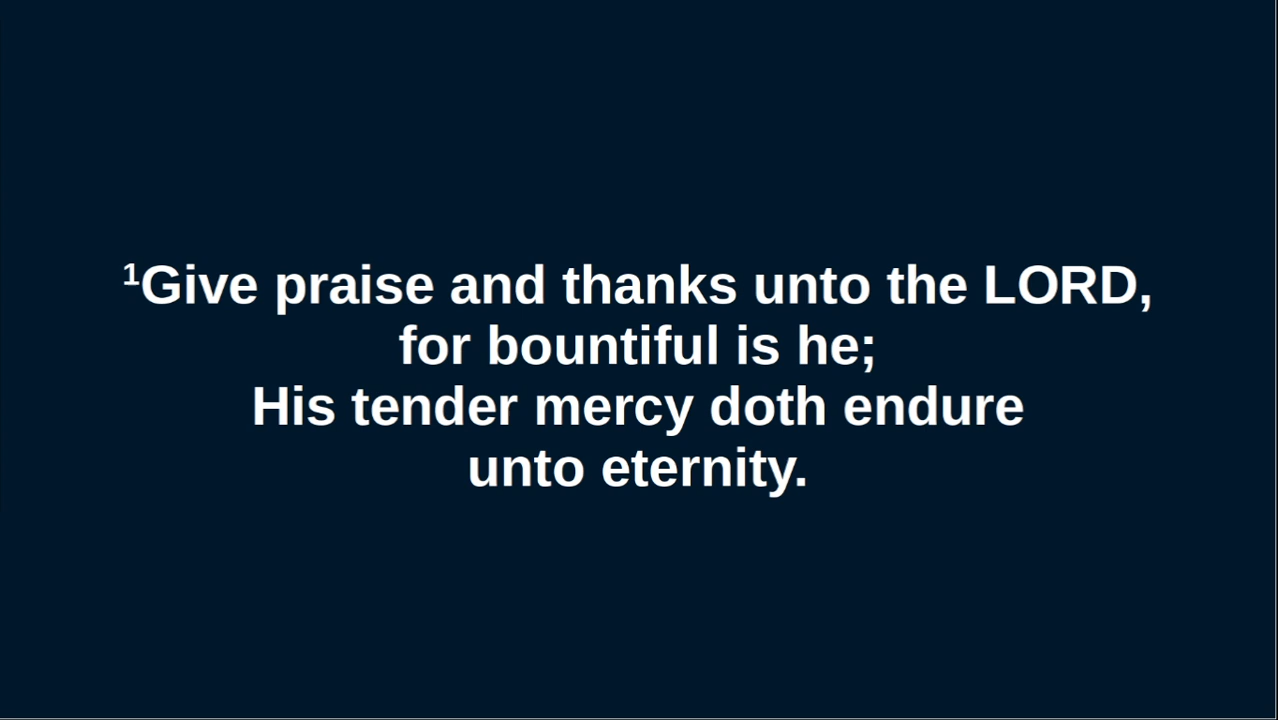 ¹Give praise and thanks unto the LORD,
for bountiful is he;
His tender mercy doth endure
unto eternity.